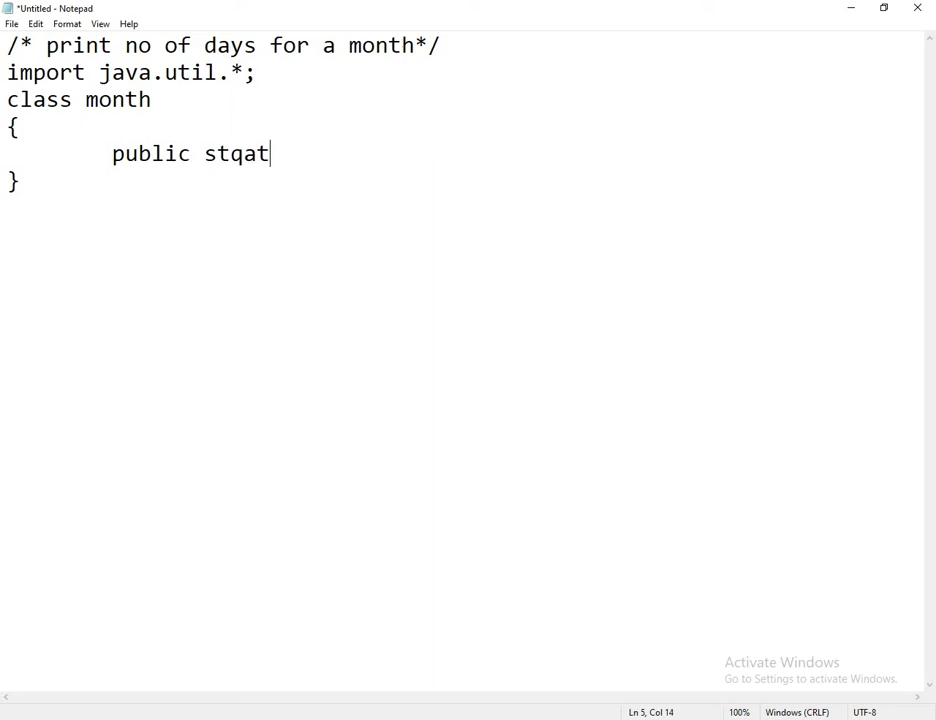 *Untitled - Notepad
File Edit Format View Help
/* print no of days for a month*/
import java.util.*;
class month
{
public stqat
}
Activate Windows
Go to Settings to activate Windows.
Ln 5, Col 14 100% Windows (CRLF) UTF-8